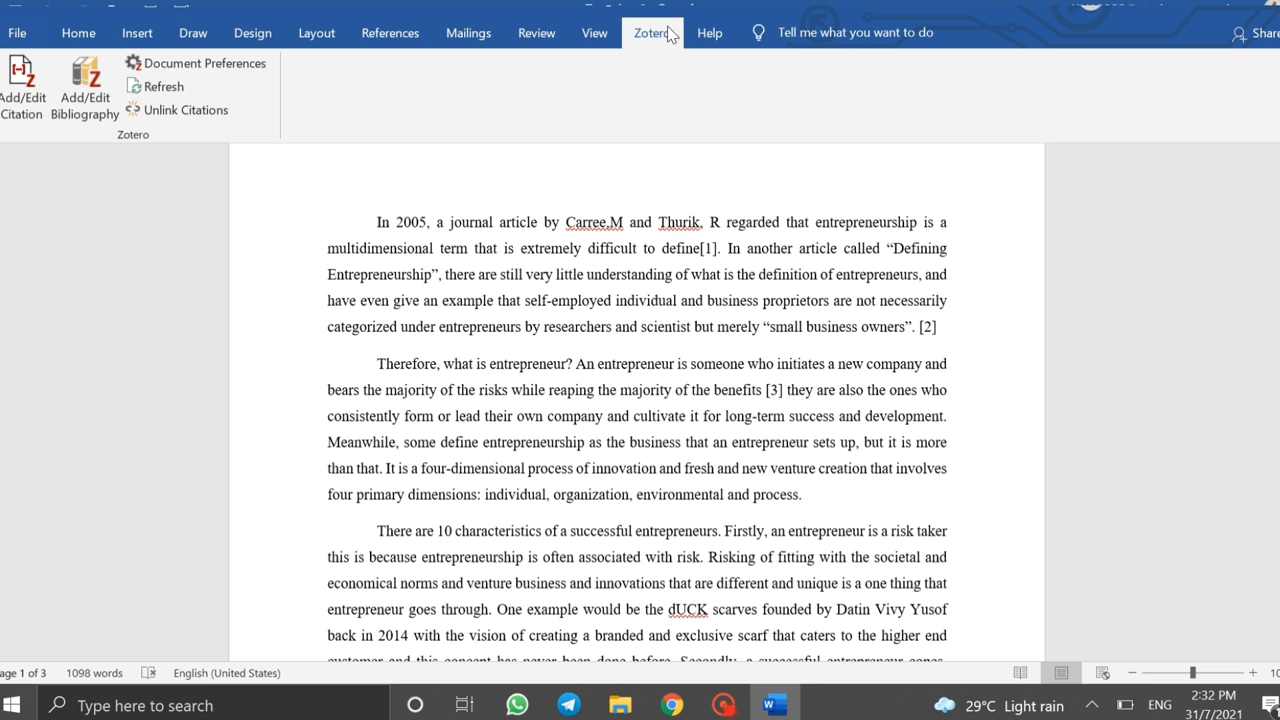 File Home Insert Draw Design Layout References Mailings Review View Zotero Help Tell me what you want to do
Add/Edit Citation
Add/Edit Bibliography
Document Preferences
Refresh
Unlink Citations
Zotero
In 2005, a journal article by Carree,M and Thurik, R regarded that entrepreneurship is a
multidimensional term that is extremely difficult to define[1]. In another article called “Defining
Entrepreneurship”, there are still very little understanding of what is the definition of entrepreneurs, and
have even give an example that self-employed individual and business proprietors are not necessarily
categorized under entrepreneurs by researchers and scientist but merely “small business owners”. [2]
Therefore, what is entrepreneur? An entrepreneur is someone who initiates a new company and
bears the majority of the risks while reaping the majority of the benefits [3] they are also the ones who
consistently form or lead their own company and cultivate it for long-term success and development.
Meanwhile, some define entrepreneurship as the business that an entrepreneur sets up, but it is more
than that. It is a four-dimensional process of innovation and fresh and new venture creation that involves
four primary dimensions: individual, organization, environmental and process.
There are 10 characteristics of a successful entrepreneurs. Firstly, an entrepreneur is a risk taker
this is because entrepreneurship is often associated with risk. Risking of fitting with the societal and
economical norms and venture business and innovations that are different and unique is a one thing that
entrepreneur goes through. One example would be the dUCK scarves founded by Datin Vivy Yusof
back in 2014 with the vision of creating a branded and exclusive scarf that caters to the higher end
customer and this concept has never been done before. Secondly, a successful entrepreneur copes
age 1 of 3 1098 words English (United States)
Type here to search
29°C Light rain ENG
2:32 PM
31/7/2021